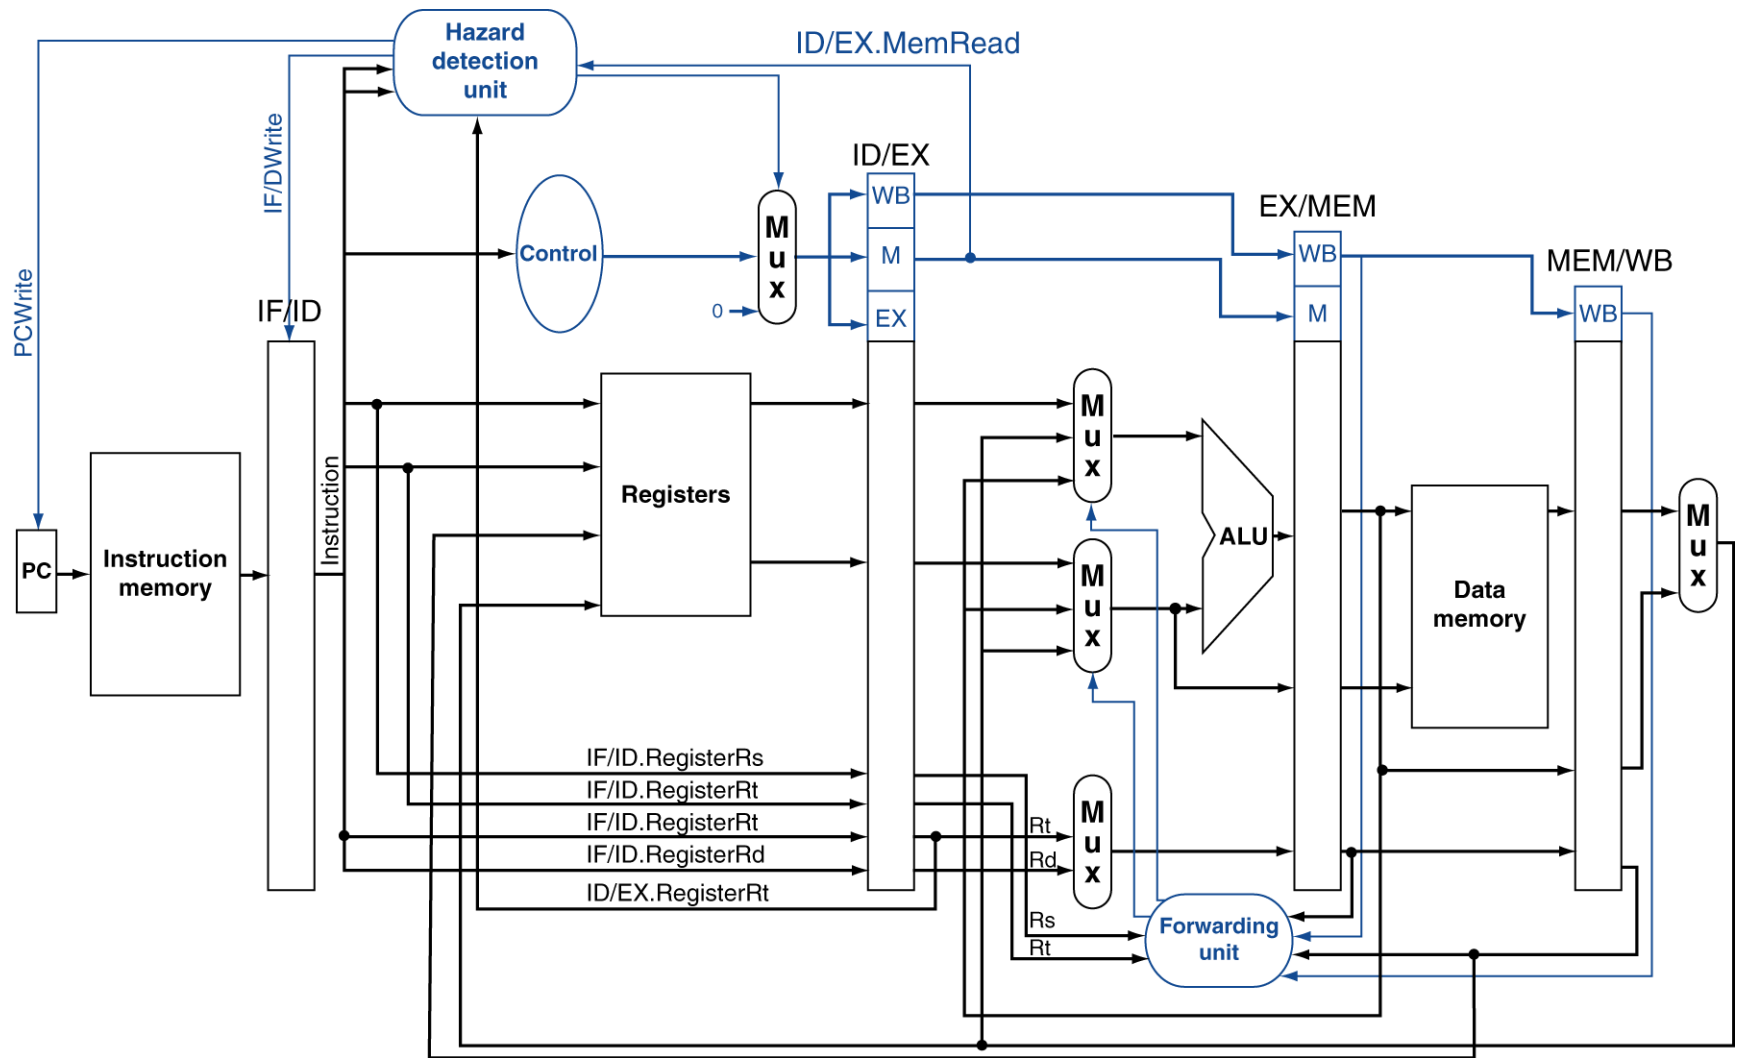 Hazard
detection
unit
ID/EX.MemRead
IF/DWrite
PCWrite
ID/EX
WB
M
EX
Control
0
M
u
x
EX/MEM
WB
M
MEM/WB
WB
IF/ID
PC
Instruction
memory
Instruction
Registers
M
u
x
M
u
x
ALU
Data
memory
M
u
x
IF/ID.RegisterRs
IF/ID.RegisterRt
IF/ID.RegisterRt
IF/ID.RegisterRd
ID/EX.RegisterRt
Rt
Rd
M
u
x
Rs
Rt
Forwarding
unit